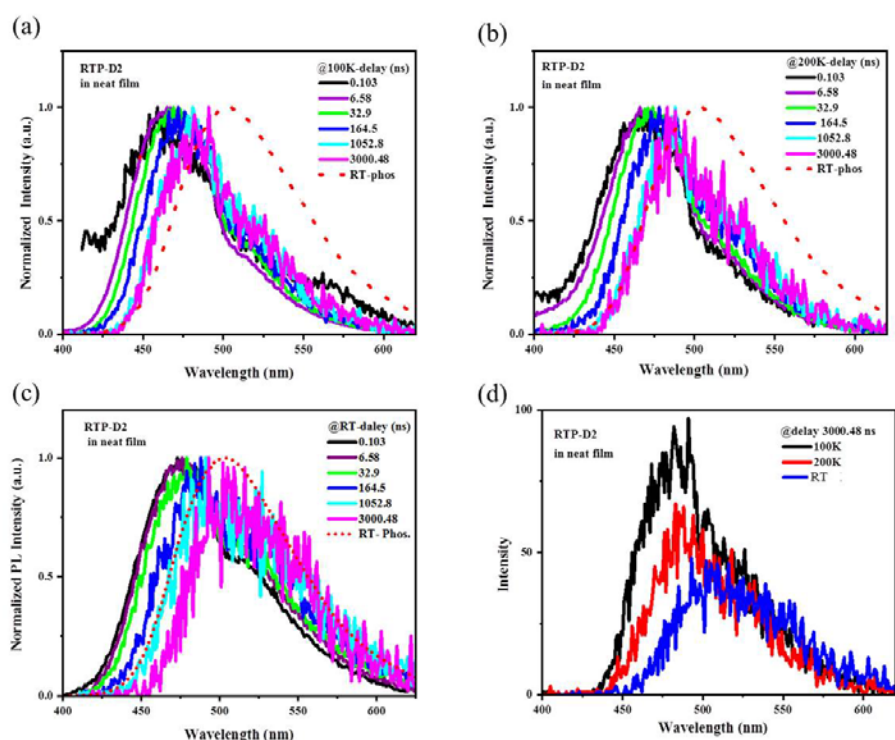 (a)
RTP-D2
in neat film
@100K-delay (ns)
0.103
6.58
32.9
164.5
1052.8
3000.48
RT-phos
Normalized Intensity (a.u.)
1.0
0.5
0.0
400 450 500 550 600
Wavelength (nm)
(b)
RTP-D2
in neat film
@200K-delay (ns)
0.103
6.58
32.9
164.5
1052.8
3000.48
RT-phos
Normalized Intensity (a.u.)
1.0
0.5
0.0
400 450 500 550 600
Wavelength (nm)
(c)
RTP-D2
in neat film
@RT-daley (ns)
0.103
6.58
32.9
164.5
1052.8
3000.48
RT- Phos.
Normalized PL Intensity (a.u.)
1.0
0.5
0.0
400 450 500 550 600
Wavelength (nm)
(d)
RTP-D2
in neat film
@delay 3000.48 ns
100K
200K
RT
Intensity
100
50
0
400 450 500 550 600
Wavelength (nm)